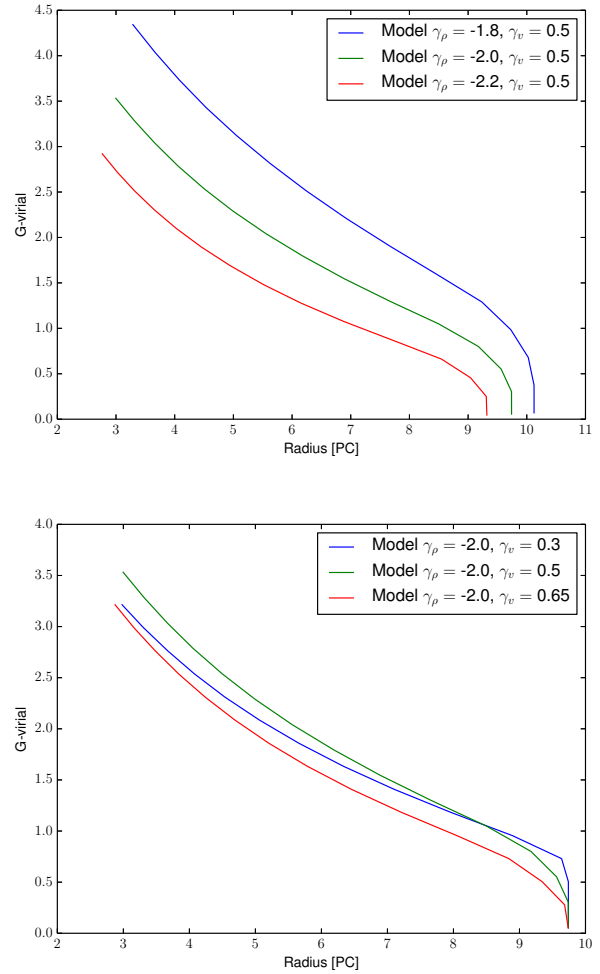 4.5
4.0
3.5
3.0
2.5
2.0
1.5
1.0
0.5
0.0
G-virial
Model γρ = -1.8, γv = 0.5
Model γρ = -2.0, γv = 0.5
Model γρ = -2.2, γv = 0.5
2 3 4 5 6 7 8 9 10 11
Radius [PC]
4.0
3.5
3.0
2.5
2.0
1.5
1.0
0.5
0.0
G-virial
Model γρ = -2.0, γv = 0.3
Model γρ = -2.0, γv = 0.5
Model γρ = -2.0, γv = 0.65
2 3 4 5 6 7 8 9 10
Radius [PC]